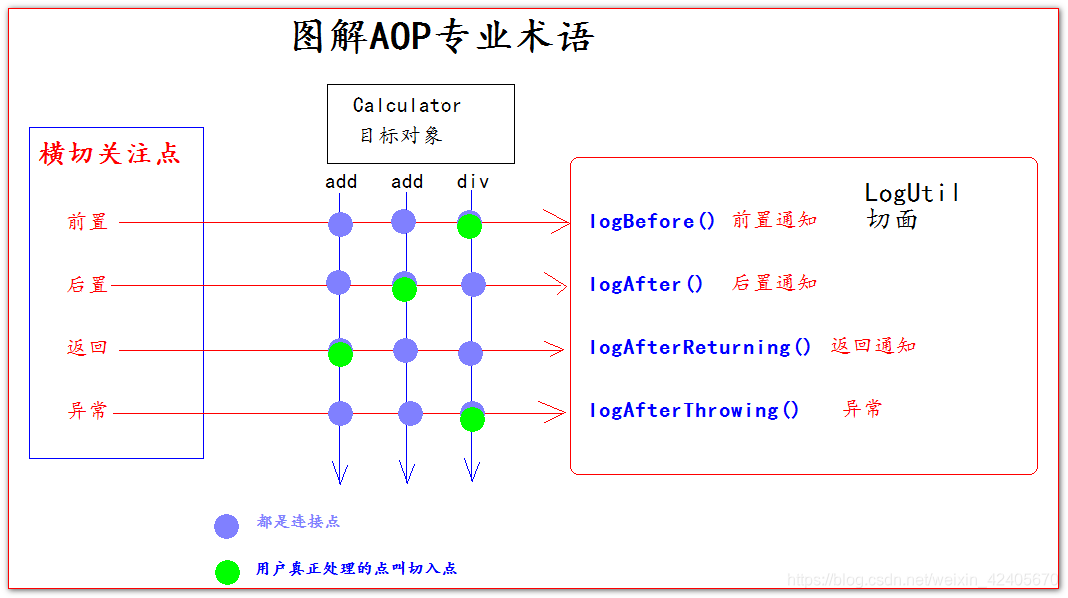 图解AOP专业术语
Calculator
目标对象
横切关注点
add add div
LogUtil
切面
前置
logBefore() 前置通知
后置
logAfter() 后置通知
返回
logAfterReturning() 返回通知
异常
logAfterThrowing() 异常
都是连接点
用户真正处理的点叫切入点
https://blog.csdn.net/weixin_42405670